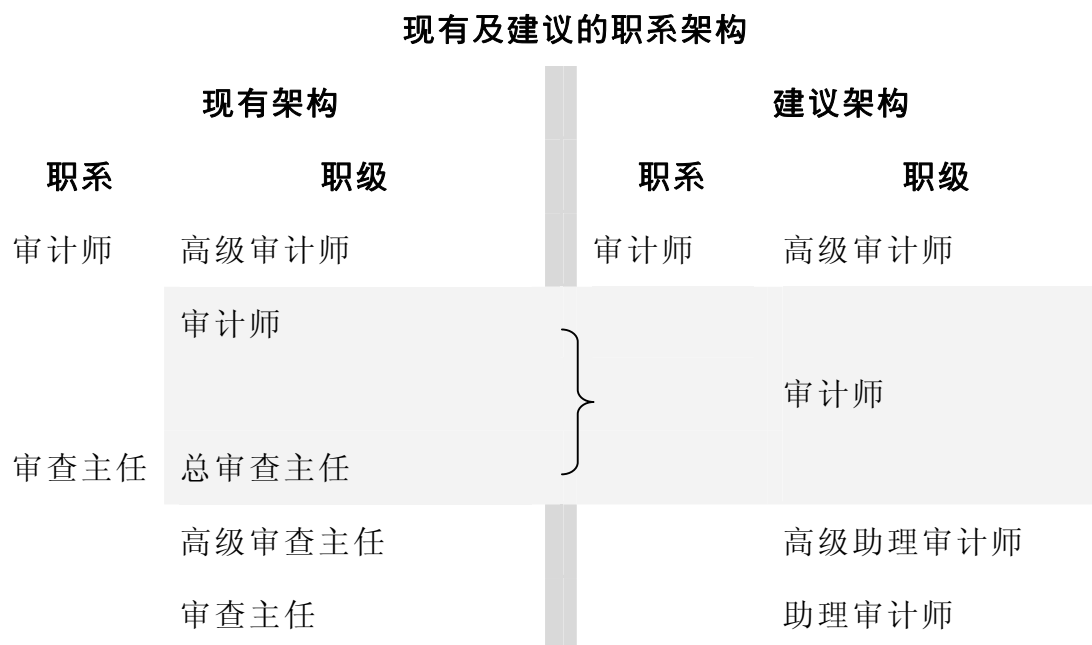 现有及建议的职系架构
现有架构 建议架构
职系 职级 职系 职级
审计师 高级审计师 审计师 高级审计师
审计师
审计师
审查主任 总审查主任
高级审查主任 高级助理审计师
审查主任 助理审计师